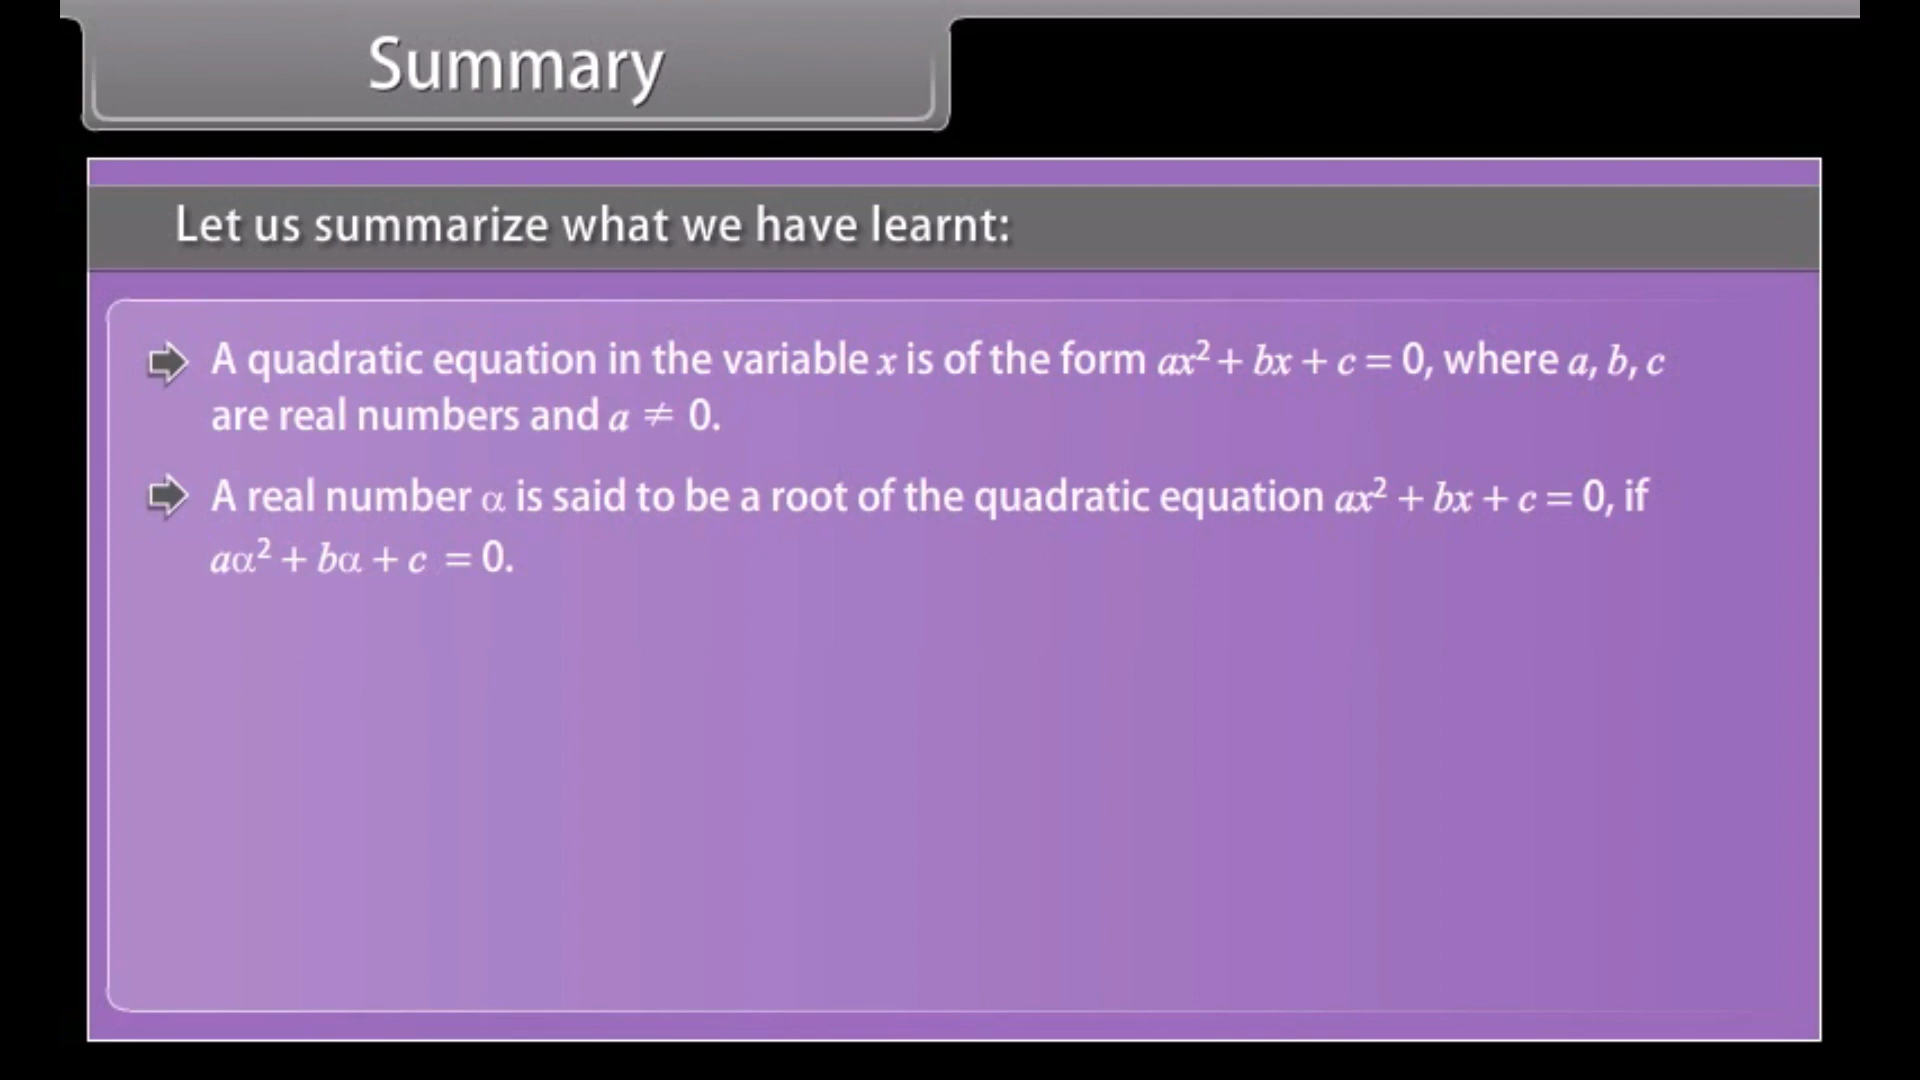 Summary
Let us summarize what we have learnt:
A quadratic equation in the variable x is of the form ax² + bx + c = 0, where a, b, c
are real numbers and a ≠ 0.
A real number α is said to be a root of the quadratic equation ax² + bx + c = 0, if
aα² + bα + c = 0.